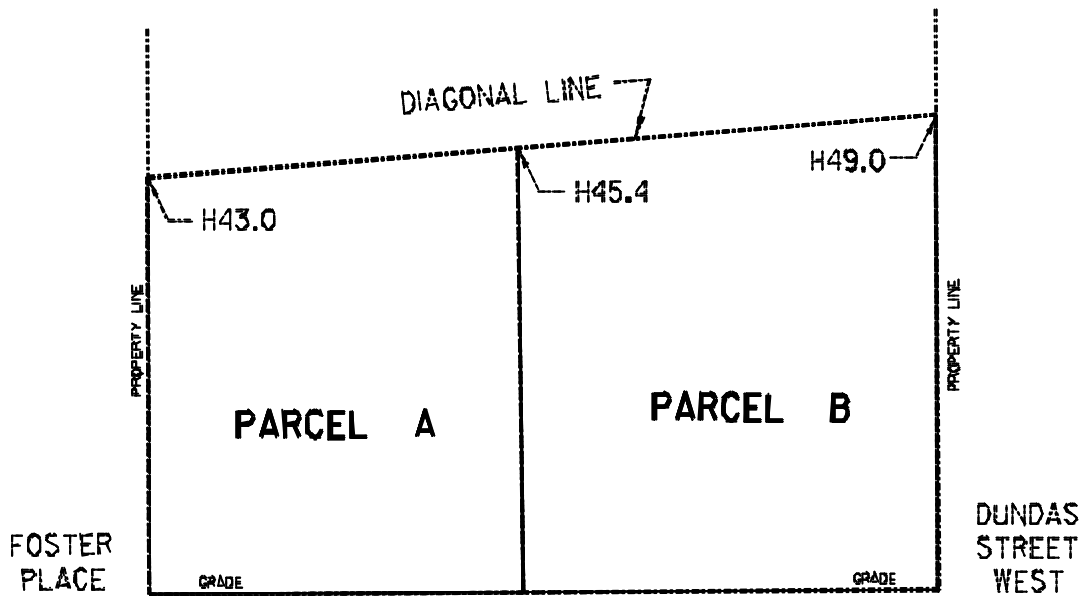 DIAGONAL LINE
H49.0
H45.4
H43.0
PROPERTY LINE
PROPERTY LINE
PARCEL A
PARCEL B
FOSTER
PLACE
GRADE
GRADE
DUNDAS
STREET
WEST